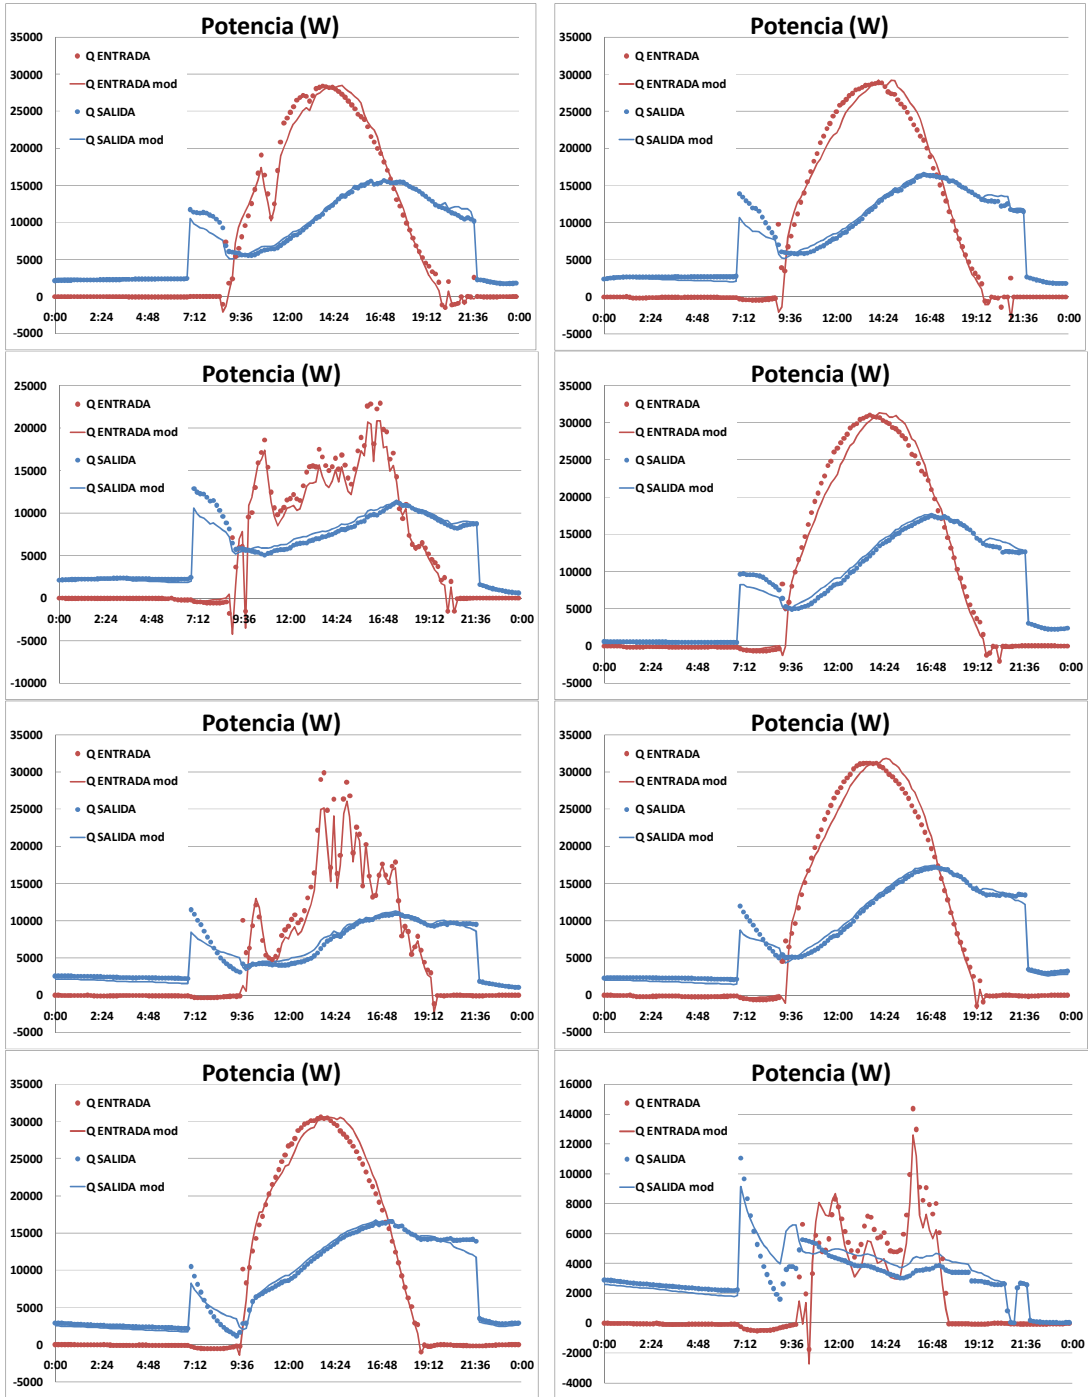 Potencia (W)
35000
30000
25000
20000
15000
10000
5000
0
-5000
Q ENTRADA
Q ENTRADA mod
Q SALIDA
Q SALIDA mod
0:00 2:24 4:48 7:12 9:36 12:00 14:24 16:48 19:12 21:36 0:00
Potencia (W)
35000
30000
25000
20000
15000
10000
5000
0
-5000
Q ENTRADA
Q ENTRADA mod
Q SALIDA
Q SALIDA mod
0:00 2:24 4:48 7:12 9:36 12:00 14:24 16:48 19:12 21:36 0:00
Potencia (W)
25000
20000
15000
10000
5000
0
-5000
-10000
Q ENTRADA
Q ENTRADA mod
Q SALIDA
Q SALIDA mod
0:00 2:24 4:48 7:12 9:36 12:00 14:24 16:48 19:12 21:36 0:00
Potencia (W)
35000
30000
25000
20000
15000
10000
5000
0
-5000
Q ENTRADA
Q ENTRADA mod
Q SALIDA
Q SALIDA mod
0:00 2:24 4:48 7:12 9:36 12:00 14:24 16:48 19:12 21:36 0:00
Potencia (W)
35000
30000
25000
20000
15000
10000
5000
0
-5000
Q ENTRADA
Q ENTRADA mod
Q SALIDA
Q SALIDA mod
0:00 2:24 4:48 7:12 9:36 12:00 14:24 16:48 19:12 21:36 0:00
Potencia (W)
35000
30000
25000
20000
15000
10000
5000
0
-5000
Q ENTRADA
Q ENTRADA mod
Q SALIDA
Q SALIDA mod
0:00 2:24 4:48 7:12 9:36 12:00 14:24 16:48 19:12 21:36 0:00
Potencia (W)
35000
30000
25000
20000
15000
10000
5000
0
-5000
Q ENTRADA
Q ENTRADA mod
Q SALIDA
Q SALIDA mod
0:00 2:24 4:48 7:12 9:36 12:00 14:24 16:48 19:12 21:36 0:00
Potencia (W)
16000
14000
12000
10000
8000
6000
4000
2000
0
-2000
-4000
Q ENTRADA
Q ENTRADA mod
Q SALIDA
Q SALIDA mod
0:00 2:24 4:48 7:12 9:36 12:00 14:24 16:48 19:12 21:36 0:00